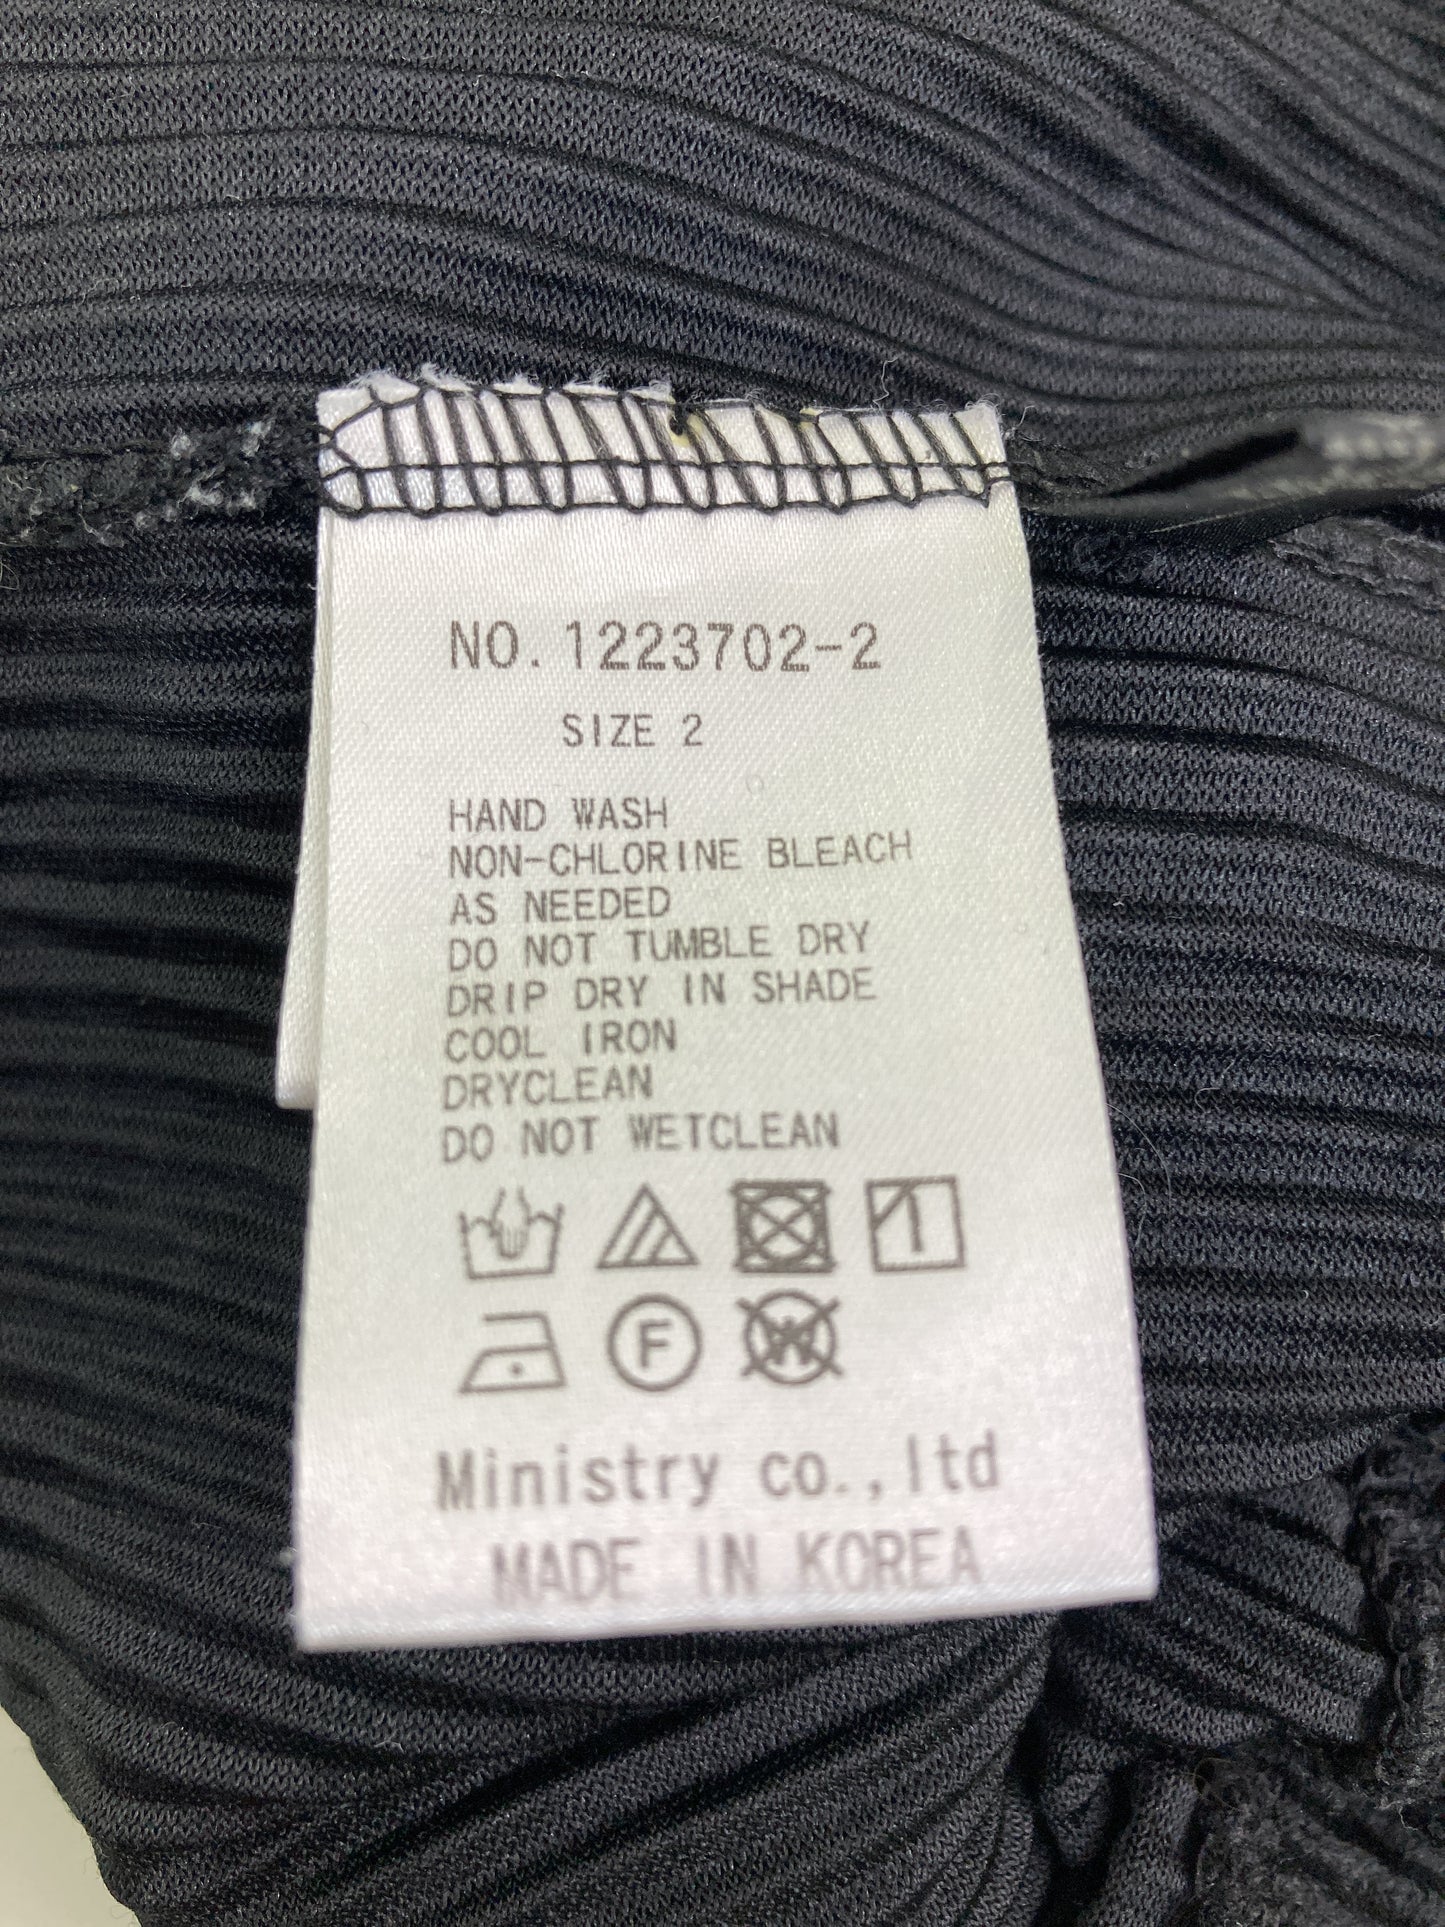 NO. 1223702-2
SIZE 2
HAND WASH
NON-CHLORINE BLEACH
AS NEEDED
DO NOT TUMBLE DRY
DRIP DRY IN SHADE
COOL IRON
DRYCLEAN
DO NOT WETCLEAN
F W
Ministry co., ltd
MADE IN KOREA